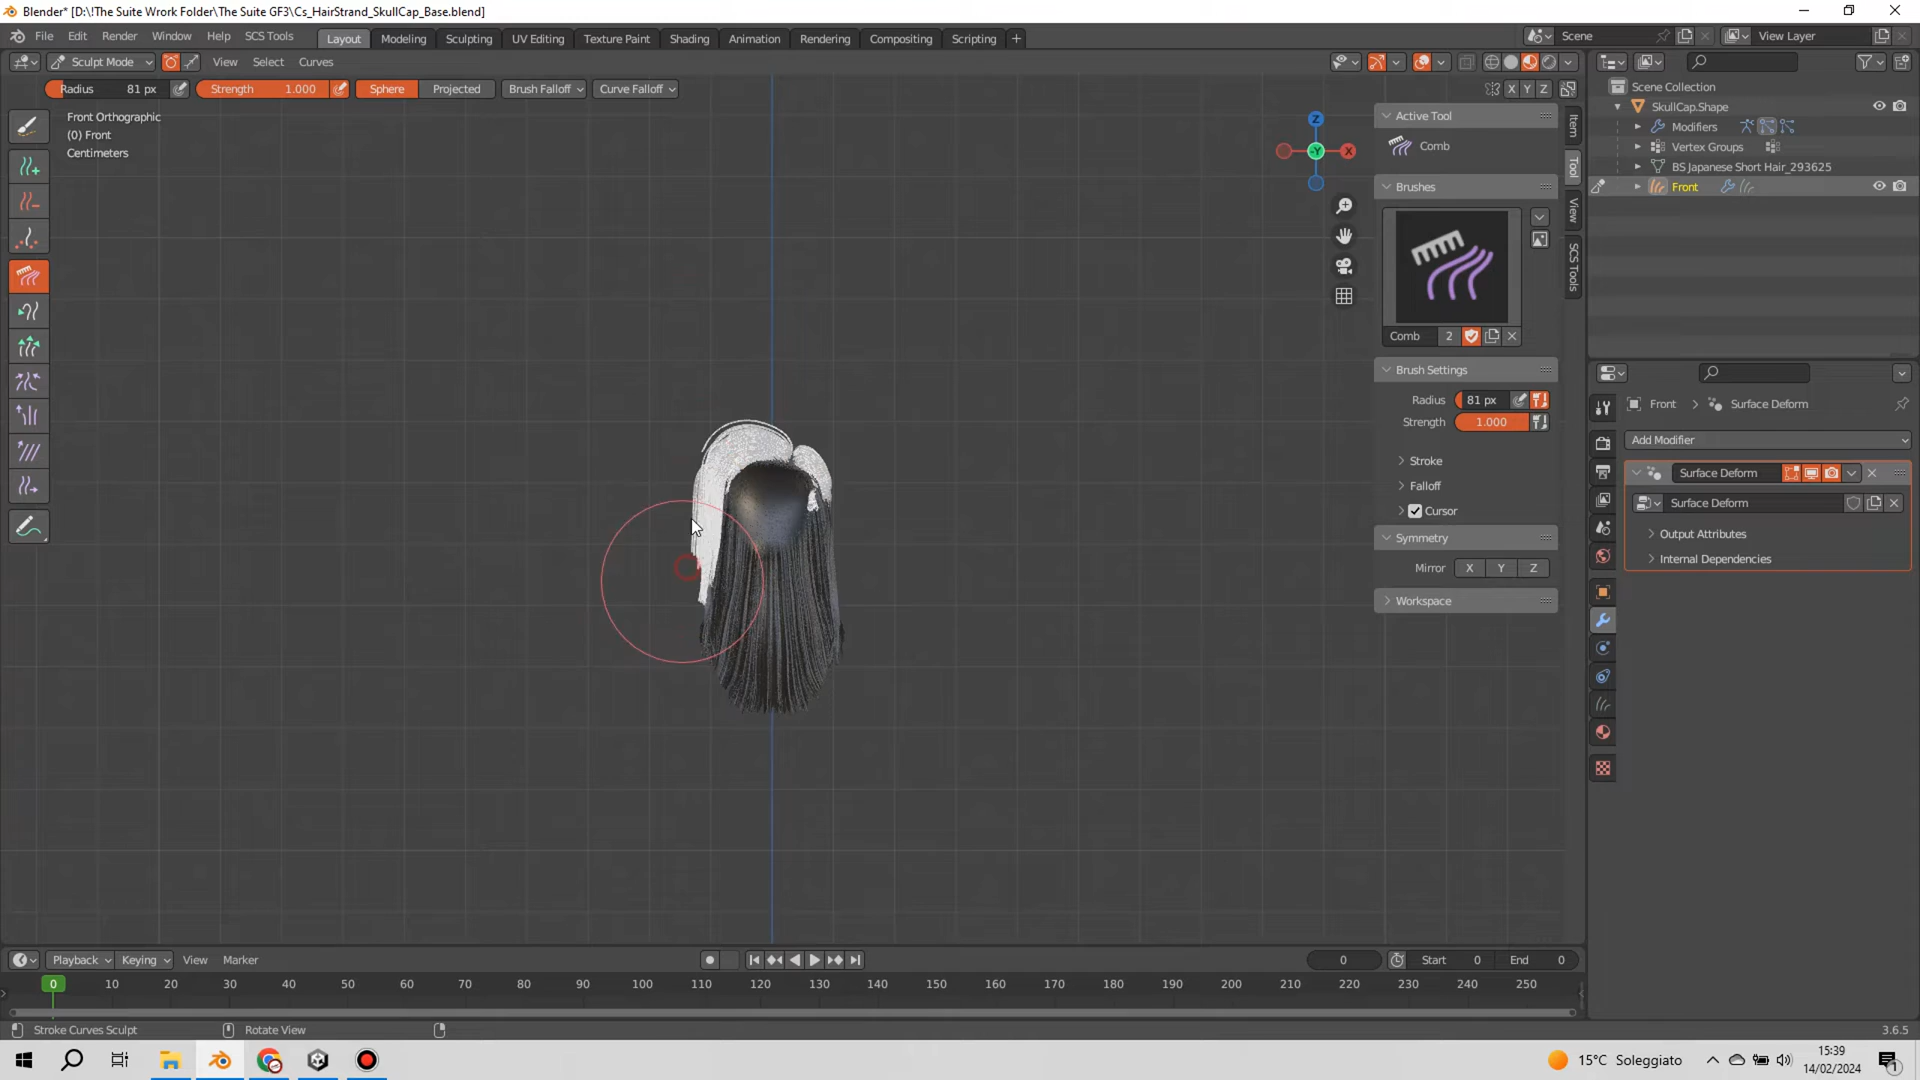 Blender* [D:\!The Suite Wrork Folder\The Suite GF3\Cs_HairStrand_SkullCap_Base.blend]
File Edit Render Window Help SCS Tools Layout Modeling Sculpting UV Editing Texture Paint Shading Animation Rendering Compositing Scripting + Scene View Layer
Sculpt Mode View Select Curves
Radius 81 px Strength 1.000 Sphere Projected Brush Falloff Curve Falloff X Y Z
Front Orthographic
(0) Front
Centimeters
Z
-Y X
Active Tool
Comb
Brushes
Comb 2
Brush Settings
Radius 81 px
Strength 1.000
Stroke
Falloff
Cursor
Symmetry
Mirror X Y Z
Workspace
Item
Tool
View
SCS Tools
Scene Collection
SkullCap.Shape
Modifiers
Vertex Groups
BS Japanese Short Hair_293625
Front
Front > Surface Deform
Add Modifier
Surface Deform
Surface Deform
Output Attributes
Internal Dependencies
Playback Keying View Marker 0 Start 0 End 0
0 10 20 30 40 50 60 70 80 90 100 110 120 130 140 150 160 170 180 190 200 210 220 230 240 250
Stroke Curves Sculpt Rotate View 3.6.5
15°C Soleggiato
15:39
14/02/2024
1